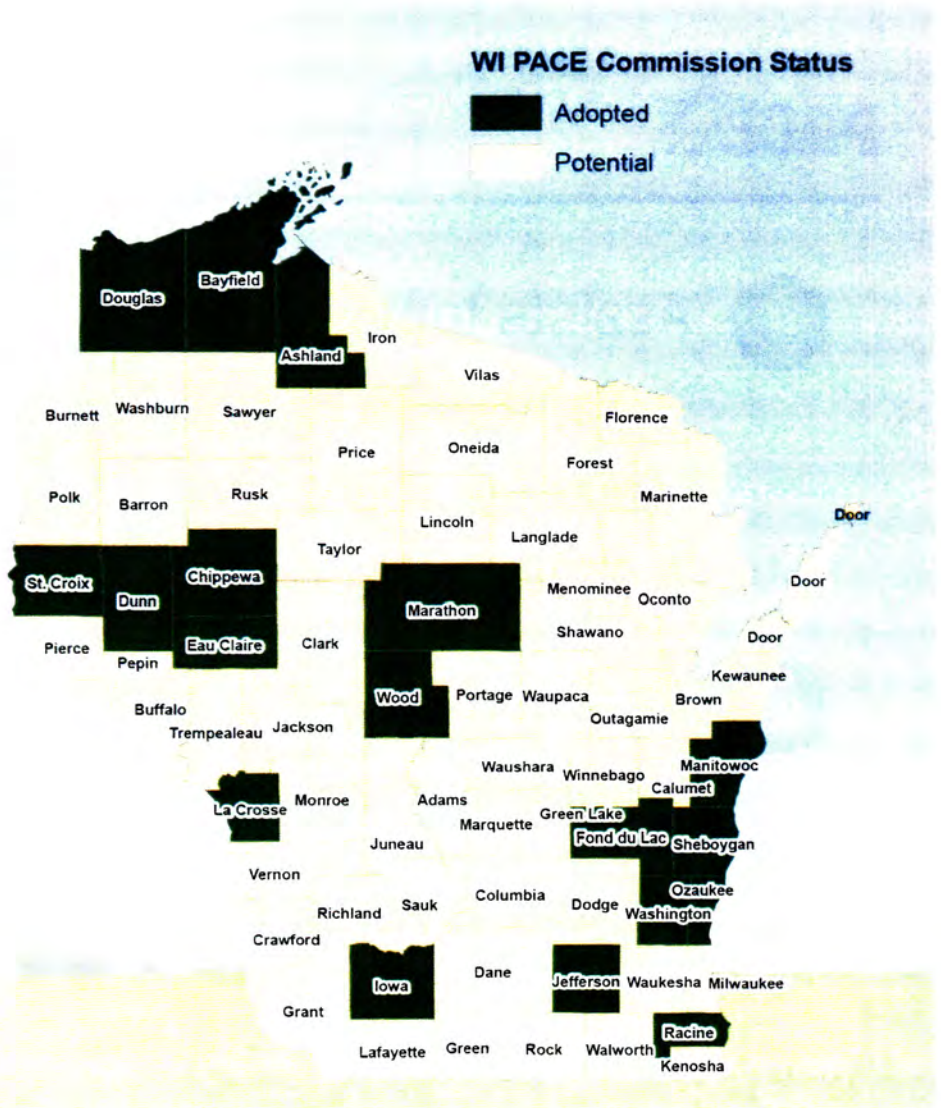 WI PACE Commission Status
Adopted
Potential
Bayfield
Douglas
Iron
Ashland
Vilas
Burnett
Washburn
Sawyer
Florence
Price
Oneida
Forest
Polk
Barron
Rusk
Marinette
Lincoln
Door
Langlade
Taylor
St. Croix
Chippewa
Door
Dunn
Marathon
Menominee
Oconto
Shawano
Door
Pierce
Pepin
Eau Claire
Clark
Kewaunee
Wood
Portage
Waupaca
Brown
Buffalo
Outagamie
Trempealeau
Jackson
Waushara
Winnebago
Manitowoc
Calumet
La Crosse
Monroe
Adams
Green Lake
Marquette
Juneau
Fond du Lac
Sheboygan
Vernon
Columbia
Ozaukee
Richland
Sauk
Dodge
Washington
Crawford
Iowa
Dane
Jefferson
Waukesha
Milwaukee
Grant
Racine
Lafayette
Green
Rock
Walworth
Kenosha